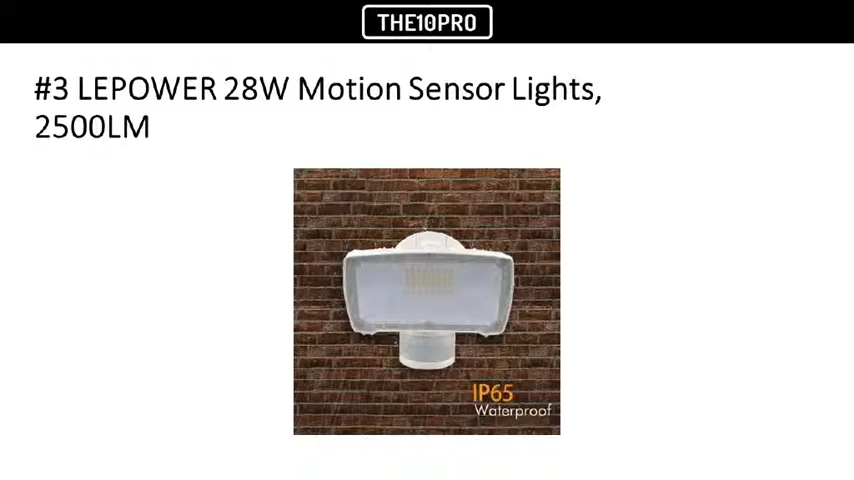 THE10PRO
#3 LEPOWER 28W Motion Sensor Lights,
2500LM
IP65
Waterproof